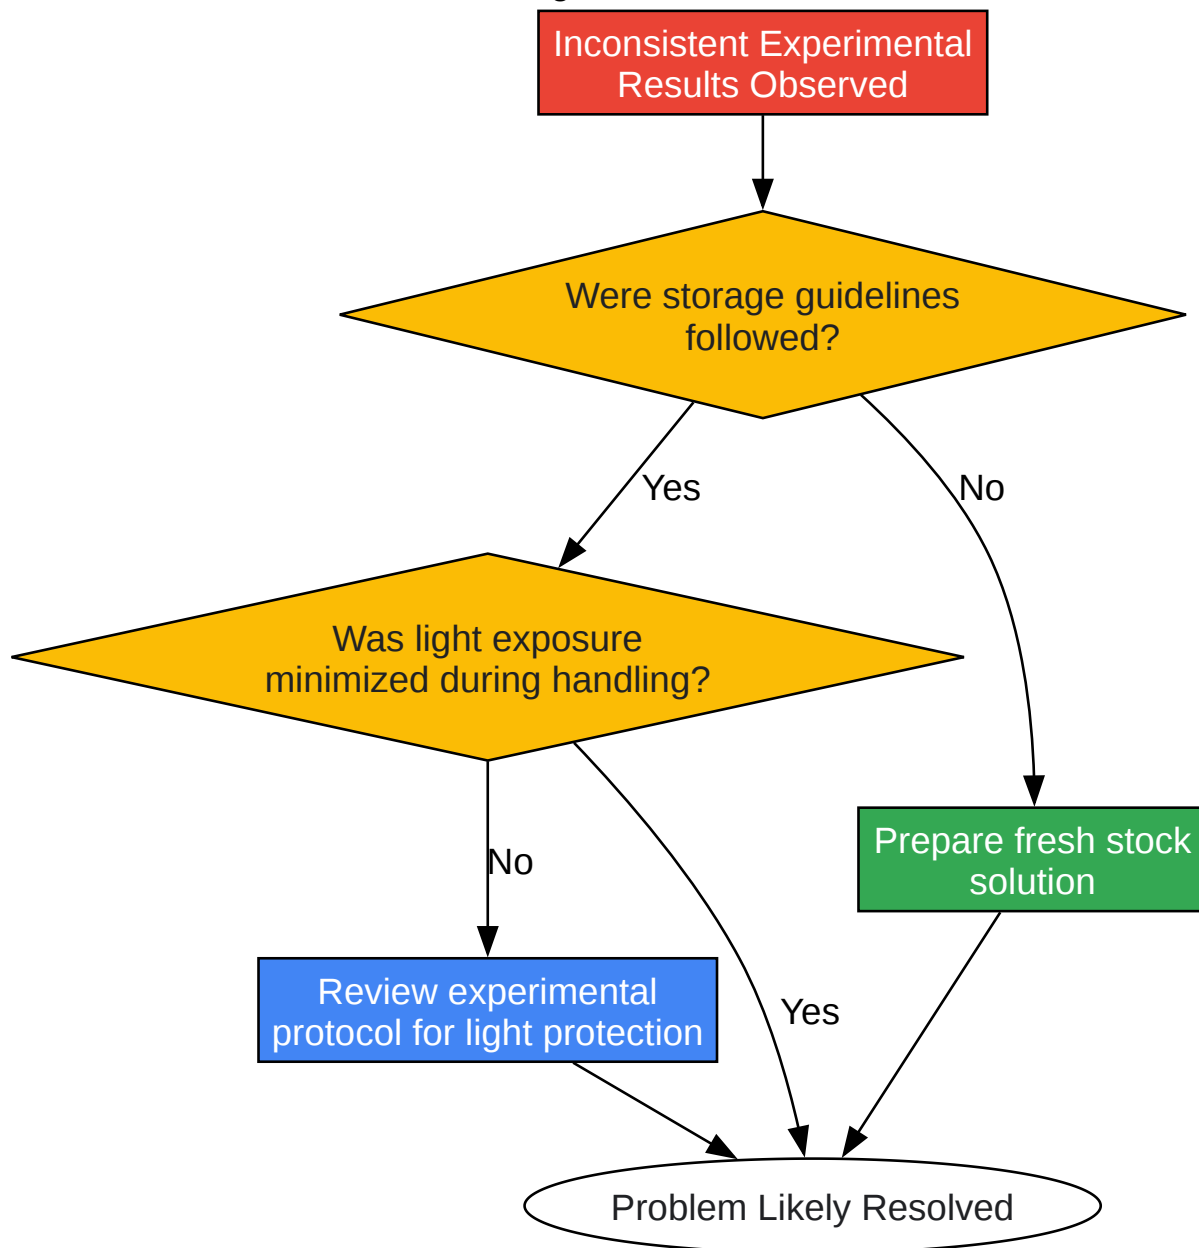 Inconsistent Experimental
Results Observed
Were storage guidelines
followed?
Yes
No
Was light exposure
minimized during handling?
No
Prepare fresh stock
solution
Review experimental
protocol for light protection
Yes
Problem Likely Resolved